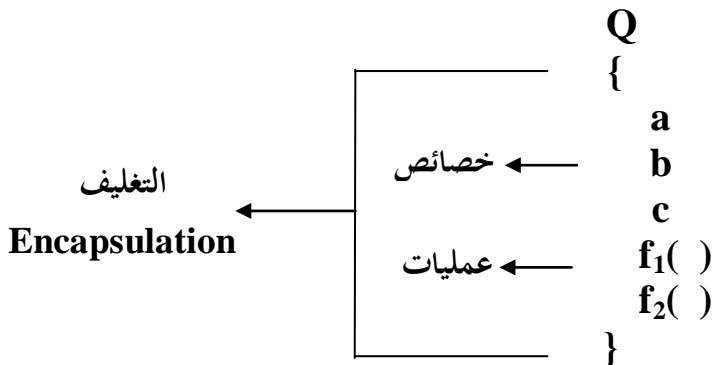 Q
{
a
خصائص b
التغليف
c
Encapsulation
عمليات f₁( )
f₂( )
}